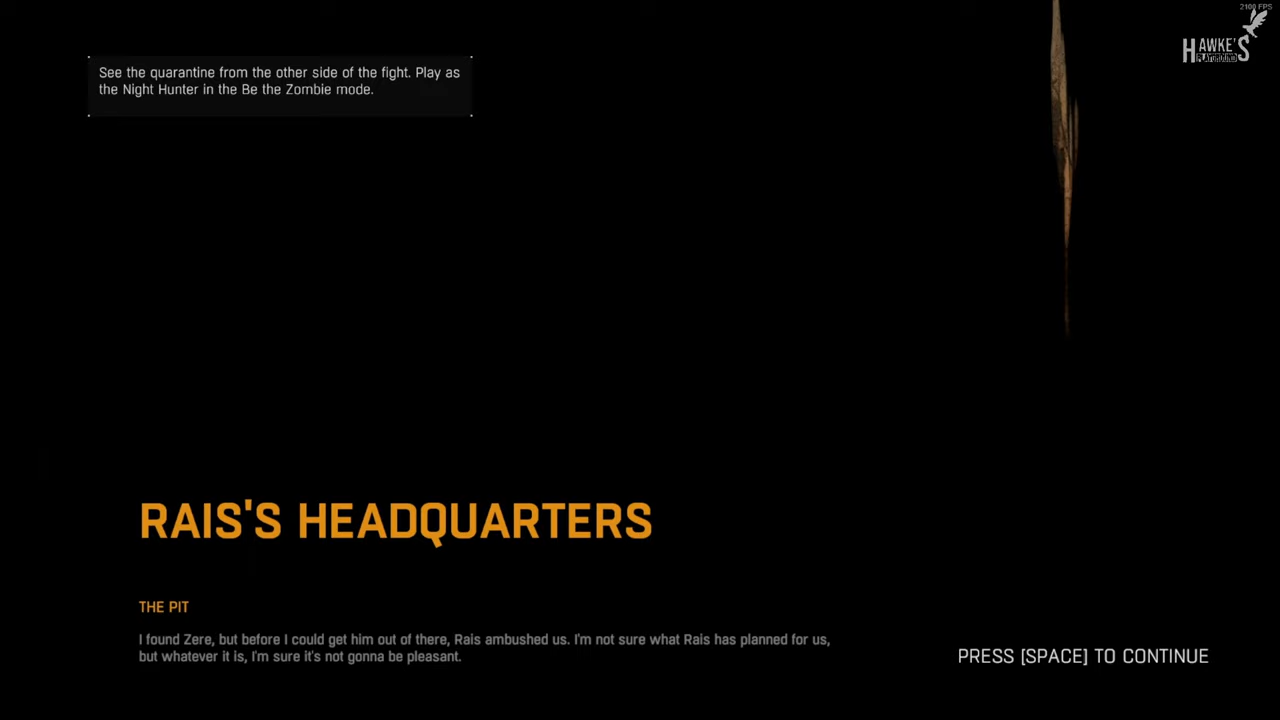 2100 FPS
HAWKE'S
PLAYGROUND
See the quarantine from the other side of the fight. Play as
the Night Hunter in the Be the Zombie mode.
RAIS'S HEADQUARTERS
THE PIT
I found Zere, but before I could get him out of there, Rais ambushed us. I'm not sure what Rais has planned for us,
but whatever it is, I'm sure it's not gonna be pleasant.
PRESS [SPACE] TO CONTINUE